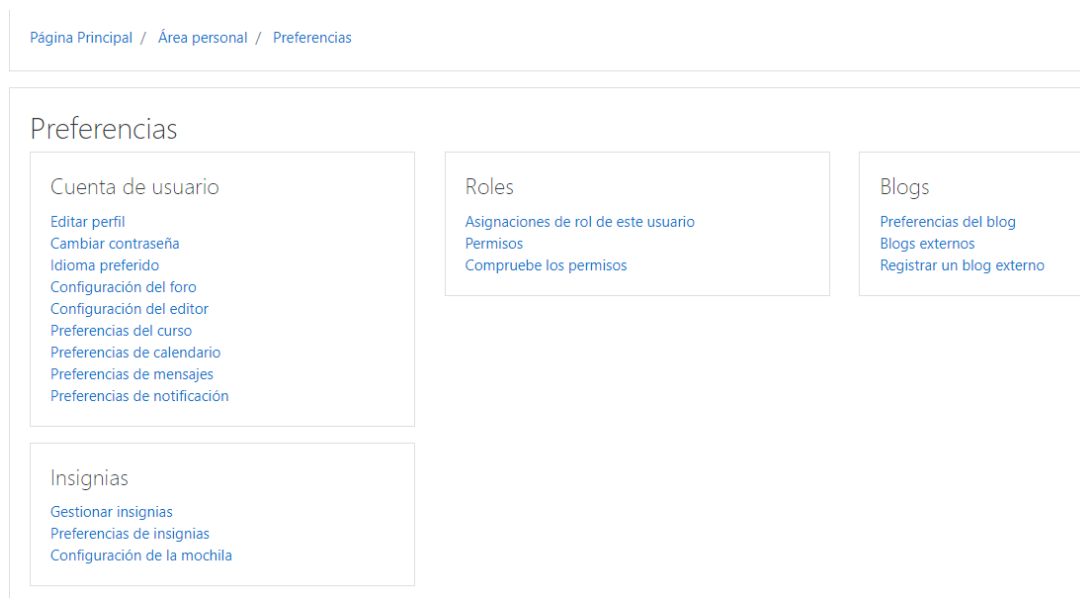 Página Principal / Área personal / Preferencias
Preferencias
Cuenta de usuario
Editar perfil
Cambiar contraseña
Idioma preferido
Configuración del foro
Configuración del editor
Preferencias del curso
Preferencias de calendario
Preferencias de mensajes
Preferencias de notificación
Roles
Asignaciones de rol de este usuario
Permisos
Compruebe los permisos
Blogs
Preferencias del blog
Blogs externos
Registrar un blog externo
Insignias
Gestionar insignias
Preferencias de insignias
Configuración de la mochila